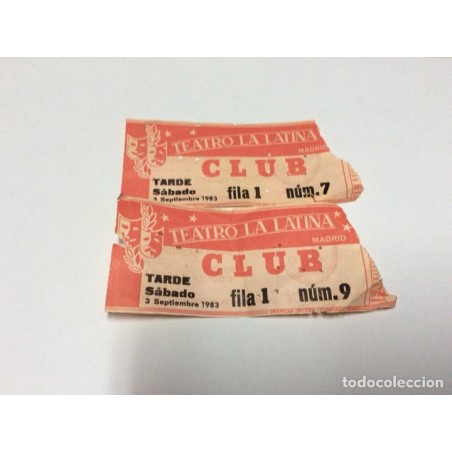 TEATRO LA LATINA
MADRID
CLUB
TARDE
Sábado
3 Septiembre 1983
fila 1 núm. 7
TEATRO LA LATINA
MADRID
CLUB
TARDE
Sábado
3 Septiembre 1983
fila 1 núm. 9
todocoleccion